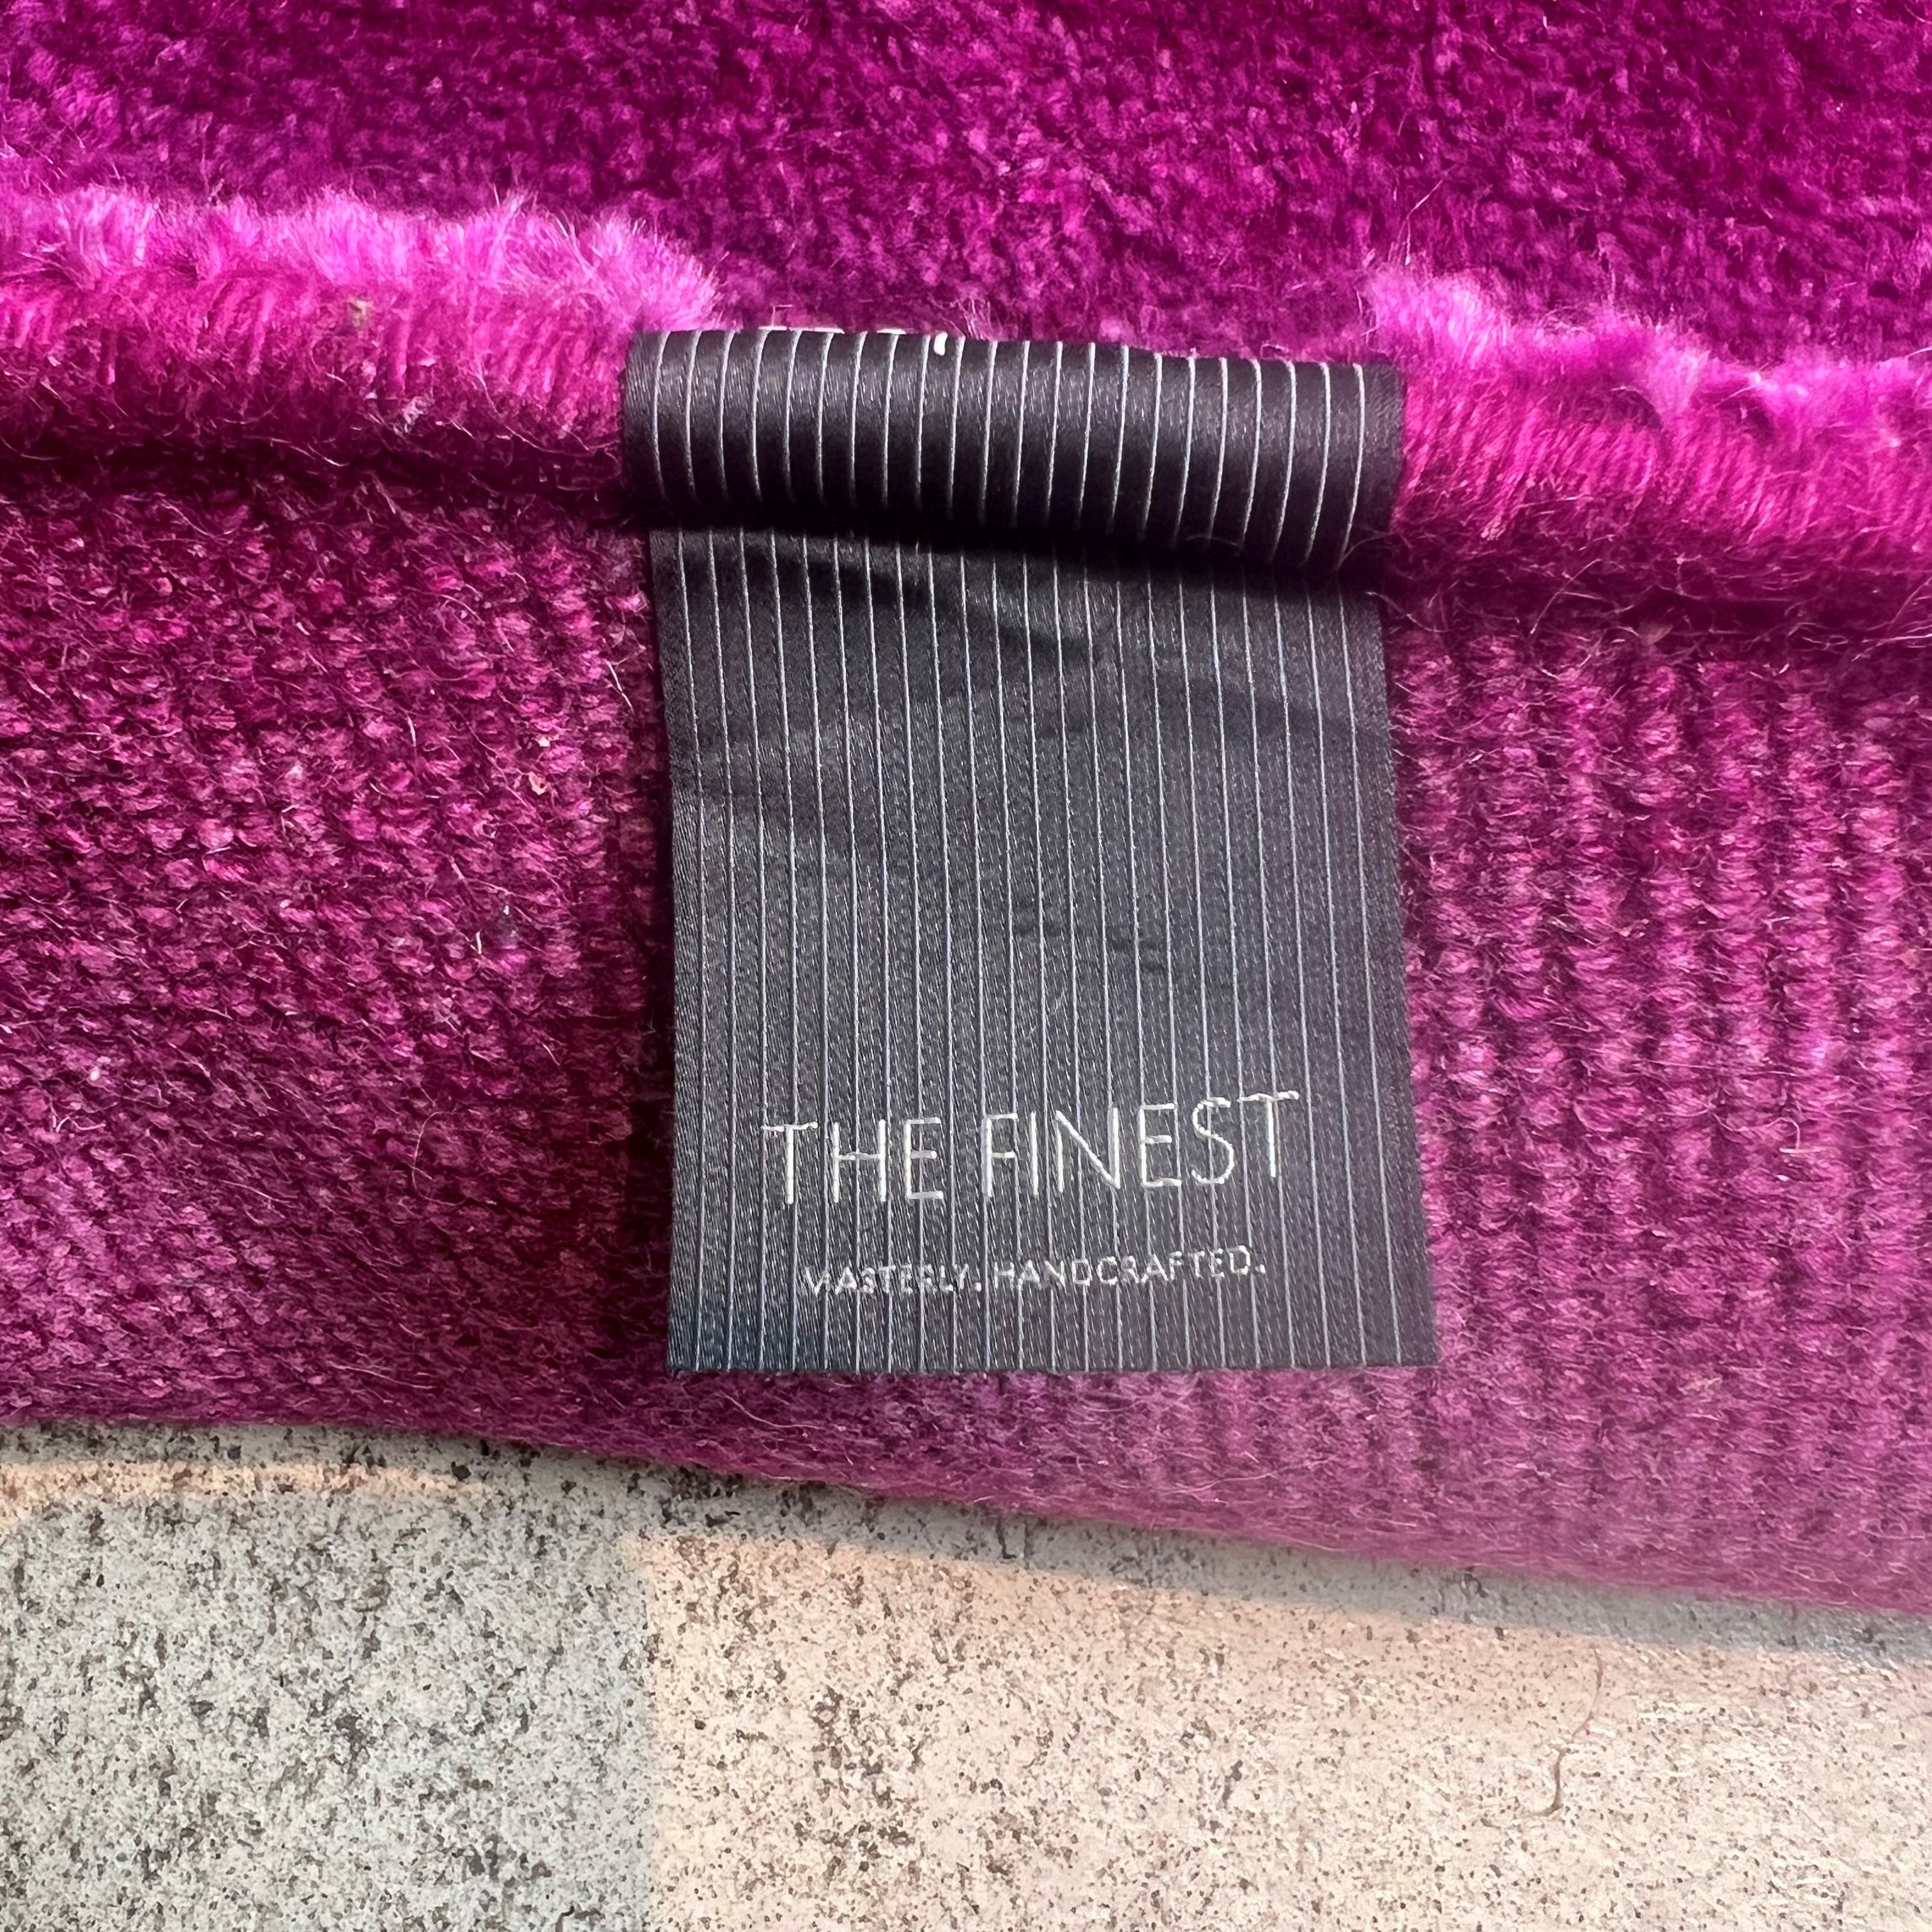 THE FINEST
MASTERLY. HANDCRAFTED.